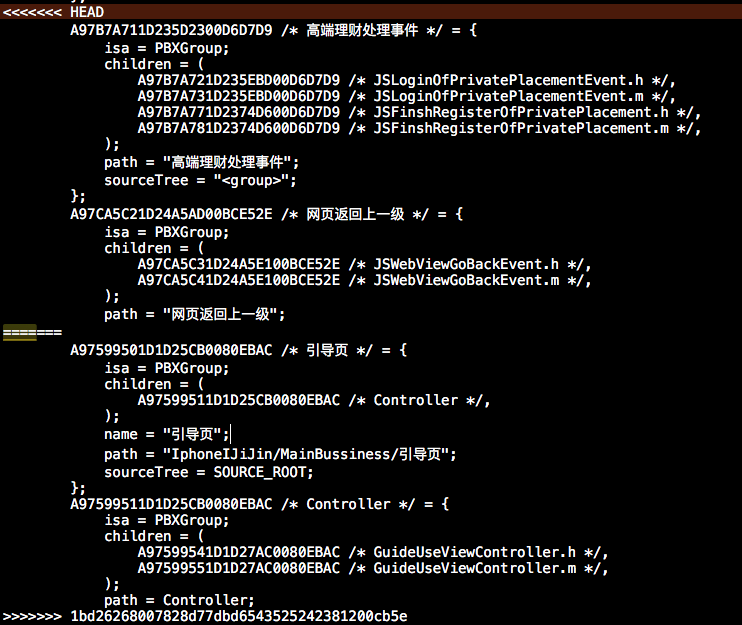 };
<<<<<<< HEAD
A97B7A711D235D2300D6D7D9 /* 高端理财处理事件 */ = {
isa = PBXGroup;
children = (
A97B7A721D235EBD00D6D7D9 /* JSLoginOfPrivatePlacementEvent.h */,
A97B7A731D235EBD00D6D7D9 /* JSLoginOfPrivatePlacementEvent.m */,
A97B7A771D2374D600D6D7D9 /* JSFinshRegisterOfPrivatePlacement.h */,
A97B7A781D2374D600D6D7D9 /* JSFinshRegisterOfPrivatePlacement.m */,
);
path = "高端理财处理事件";
sourceTree = "<group>";
};
A97CA5C21D24A5AD00BCE52E /* 网页返回上一级 */ = {
isa = PBXGroup;
children = (
A97CA5C31D24A5E100BCE52E /* JSWebViewGoBackEvent.h */,
A97CA5C41D24A5E100BCE52E /* JSWebViewGoBackEvent.m */,
);
path = "网页返回上一级";
=======
A97599501D1D25CB0080EBAC /* 引导页 */ = {
isa = PBXGroup;
children = (
A97599511D1D25CB0080EBAC /* Controller */,
);
name = "引导页";
path = "IphoneIJiJin/MainBussiness/引导页";
sourceTree = SOURCE_ROOT;
};
A97599511D1D25CB0080EBAC /* Controller */ = {
isa = PBXGroup;
children = (
A97599541D1D27AC0080EBAC /* GuideUseViewController.h */,
A97599551D1D27AC0080EBAC /* GuideUseViewController.m */,
);
path = Controller;
>>>>>>> 1bd26268007828d77dbd6543525242381200cb5e